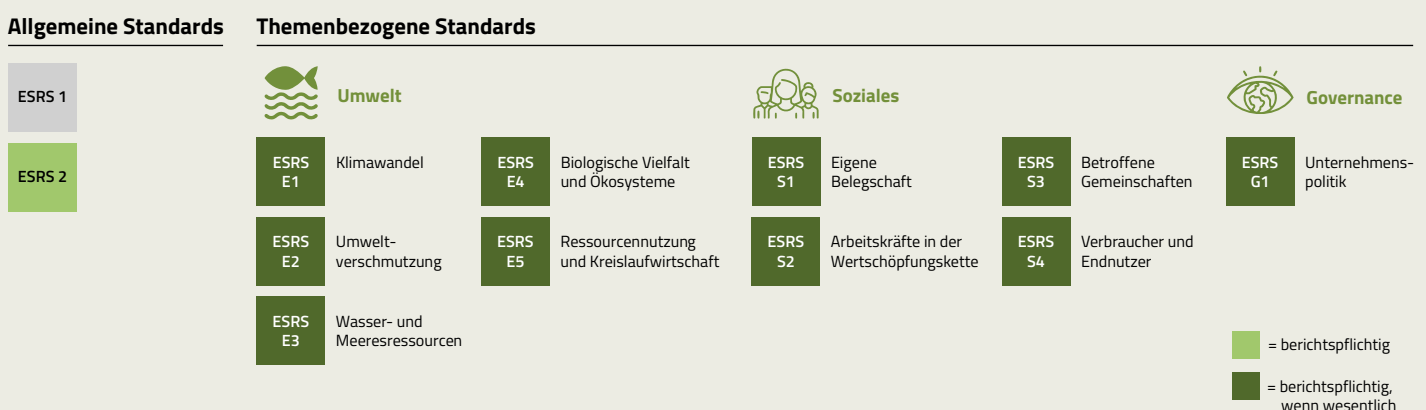 Allgemeine Standards
Themenbezogene Standards
ESRS 1
ESRS 2
Umwelt
ESRS
E1
Klimawandel
ESRS
E2
Umwelt-
verschmutzung
ESRS
E3
Wasser- und
Meeresressourcen
ESRS
E4
Biologische Vielfalt
und Ökosysteme
ESRS
E5
Ressourcennutzung
und Kreislaufwirtschaft
Soziales
ESRS
S1
Eigene
Belegschaft
ESRS
S2
Arbeitskräfte in der
Wertschöpfungskette
ESRS
S3
Betroffene
Gemeinschaften
ESRS
S4
Verbraucher und
Endnutzer
Governance
ESRS
G1
Unternehmens-
politik
= berichtspflichtig
= berichtspflichtig,
wenn wesentlich